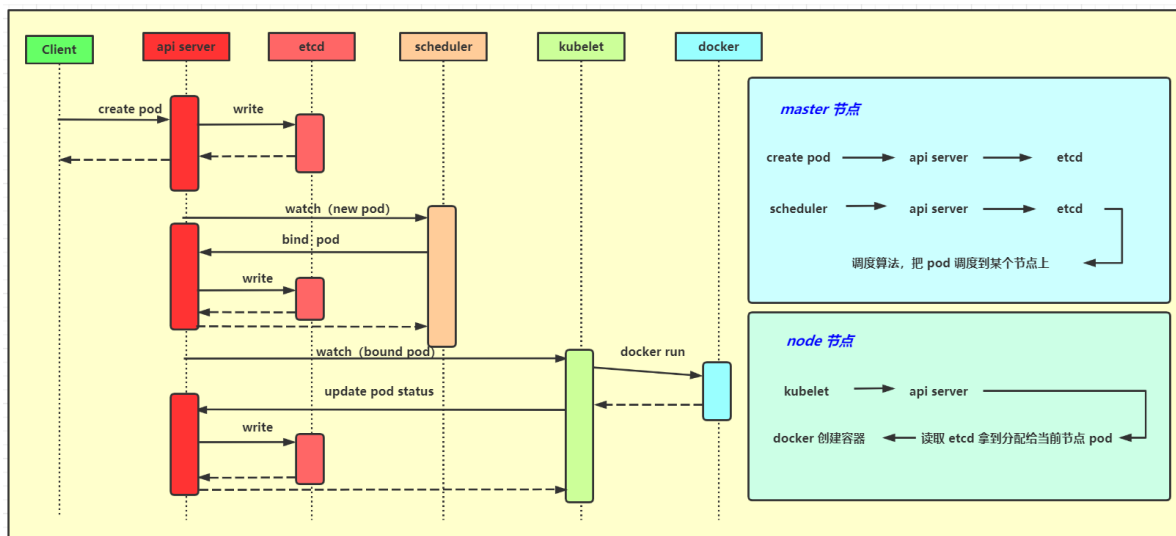 Client
api server
etcd
scheduler
kubelet
docker
create pod
write
watch（new pod）
bind pod
write
watch（bound pod）
docker run
update pod status
write
master 节点
create pod
api server
etcd
scheduler
api server
etcd
调度算法，把 pod 调度到某个节点上
node 节点
kubelet
api server
docker 创建容器
读取 etcd 拿到分配给当前节点 pod